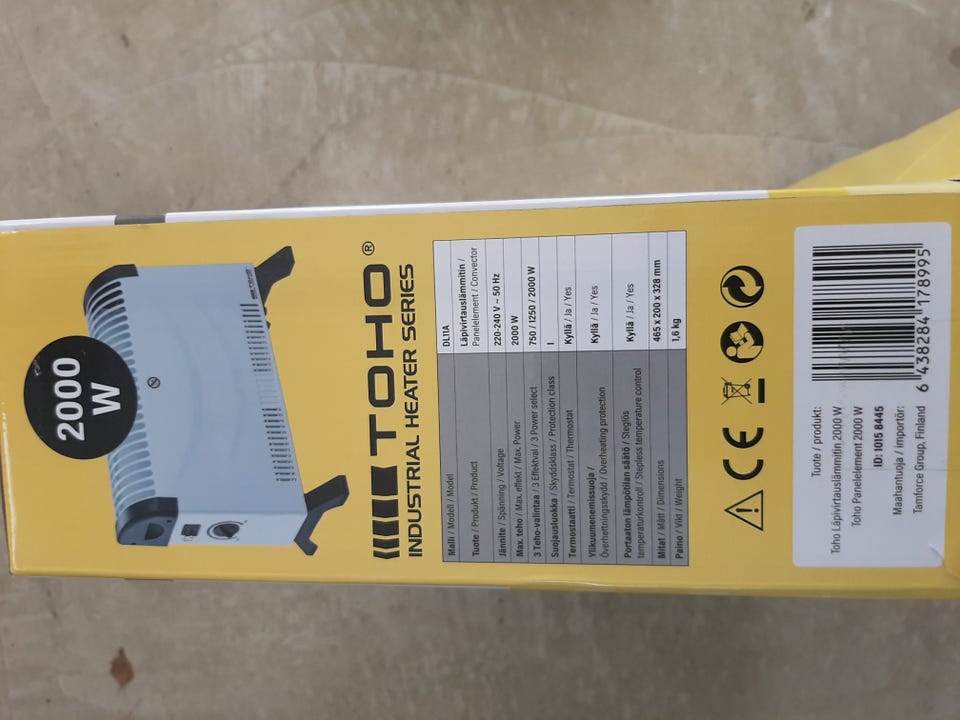 2000
W
TOHO®
INDUSTRIAL HEATER SERIES
Malli / Modell / Model DL11A
Tuote / Produkt / Product Läpivirtauslämmitin /
Panelelement / Convector
Jännite / Spänning / Voltage 220-240 V ~ 50 Hz
Max. teho / Max. effekt / Max. Power 2000 W
3 Teho-valintaa / 3 Effektval / 3 Power select 750 / 1250 / 2000 W
Suojausluokka / Skyddsklass / Protection class I
Termostaatti / Termostat / Thermostat Kyllä / Ja / Yes
Ylikuumenemissuoja /
Överhettningsskydd / Overheating protection Kyllä / Ja / Yes
Portaaton lämpötilan säätö / Steglös
temperaturkontroll / Stepless temperature control Kyllä / Ja / Yes
Mitat / Mått / Dimensions 465 x 200 x 328 mm
Paino / Vikt / Weight 1,6 kg
CE
Tuote / produkt:
Toho Läpivirtauslämmitin 2000 W
Toho Panelelement 2000 W
ID: 1015 8445
Maahantuoja / importör:
Tamforce Group, Finland
6 438284 178995